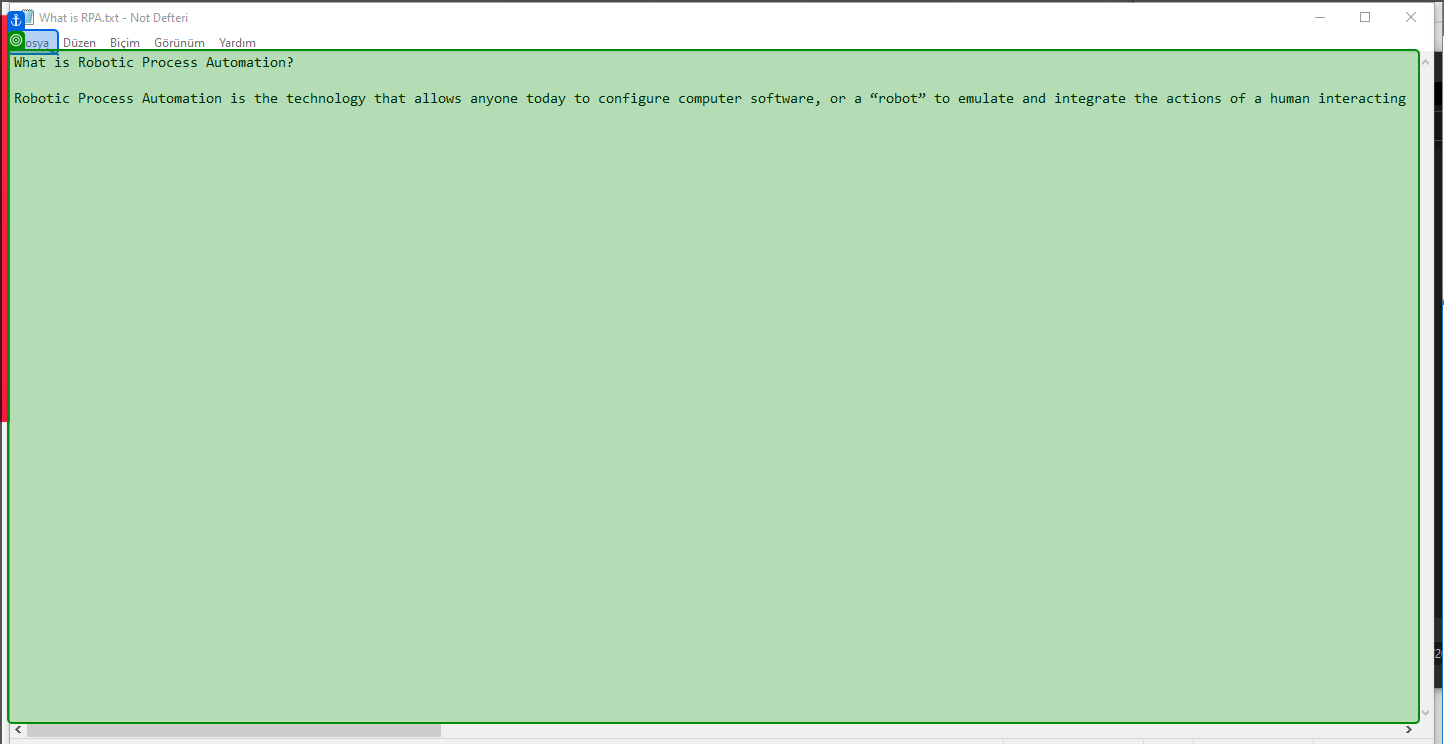 What is RPA.txt - Not Defteri
osya Düzen Biçim Görünüm Yardım
What is Robotic Process Automation?
Robotic Process Automation is the technology that allows anyone today to configure computer software, or a “robot” to emulate and integrate the actions of a human interacting
2